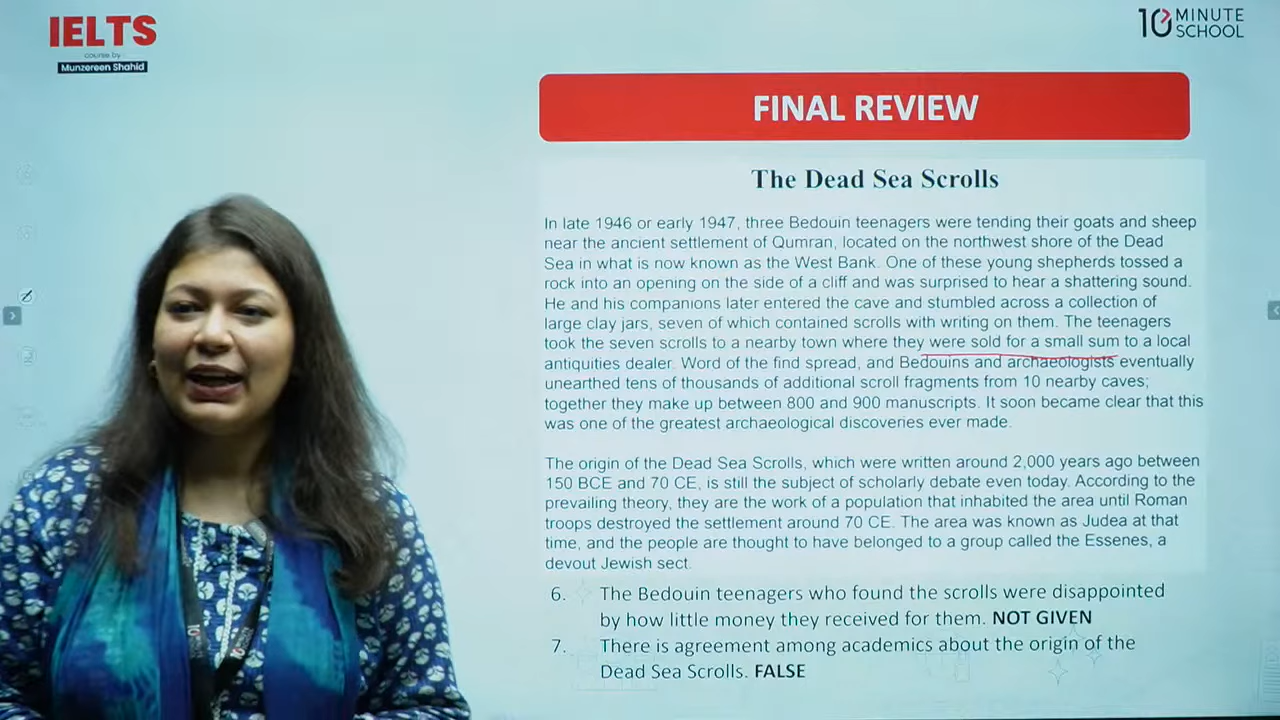 IELTS
course by
Munzereen Shahid
10 MINUTE
SCHOOL
FINAL REVIEW
The Dead Sea Scrolls
In late 1946 or early 1947, three Bedouin teenagers were tending their goats and sheep
near the ancient settlement of Qumran, located on the northwest shore of the Dead
Sea in what is now known as the West Bank. One of these young shepherds tossed a
rock into an opening on the side of a cliff and was surprised to hear a shattering sound.
He and his companions later entered the cave and stumbled across a collection of
large clay jars, seven of which contained scrolls with writing on them. The teenagers
took the seven scrolls to a nearby town where they were sold for a small sum to a local
antiquities dealer. Word of the find spread, and Bedouins and archaeologists eventually
unearthed tens of thousands of additional scroll fragments from 10 nearby caves;
together they make up between 800 and 900 manuscripts. It soon became clear that this
was one of the greatest archaeological discoveries ever made.
The origin of the Dead Sea Scrolls, which were written around 2,000 years ago between
150 BCE and 70 CE, is still the subject of scholarly debate even today. According to the
prevailing theory, they are the work of a population that inhabited the area until Roman
troops destroyed the settlement around 70 CE. The area was known as Judea at that
time, and the people are thought to have belonged to a group called the Essenes, a
devout Jewish sect.
6. The Bedouin teenagers who found the scrolls were disappointed
by how little money they received for them. NOT GIVEN
7. There is agreement among academics about the origin of the
Dead Sea Scrolls. FALSE